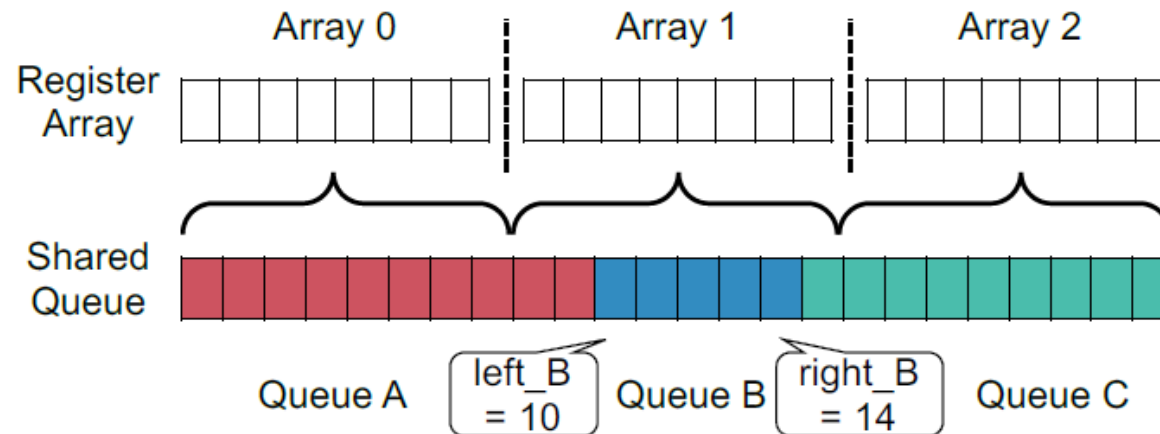 Array 0
Array 1
Array 2
Register
Array
Shared
Queue
left_B
= 10
right_B
= 14
Queue A
Queue B
Queue C